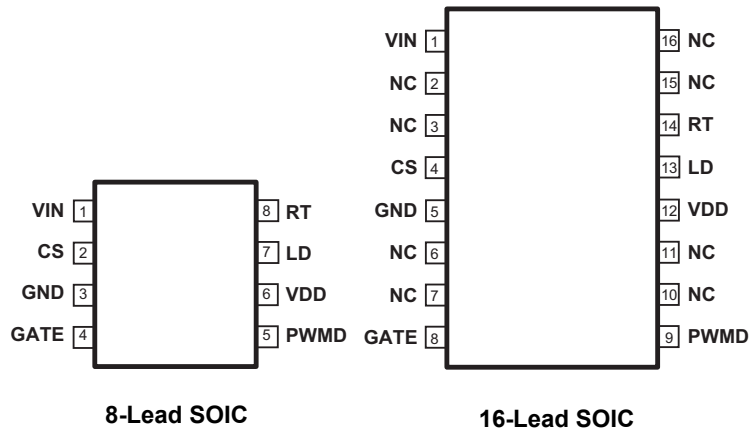 VIN 1
CS 2
GND 3
GATE 4
8 RT
7 LD
6 VDD
5 PWMD
8-Lead SOIC
VIN 1
NC 2
NC 3
CS 4
GND 5
NC 6
NC 7
GATE 8
16 NC
15 NC
14 RT
13 LD
12 VDD
11 NC
10 NC
9 PWMD
16-Lead SOIC